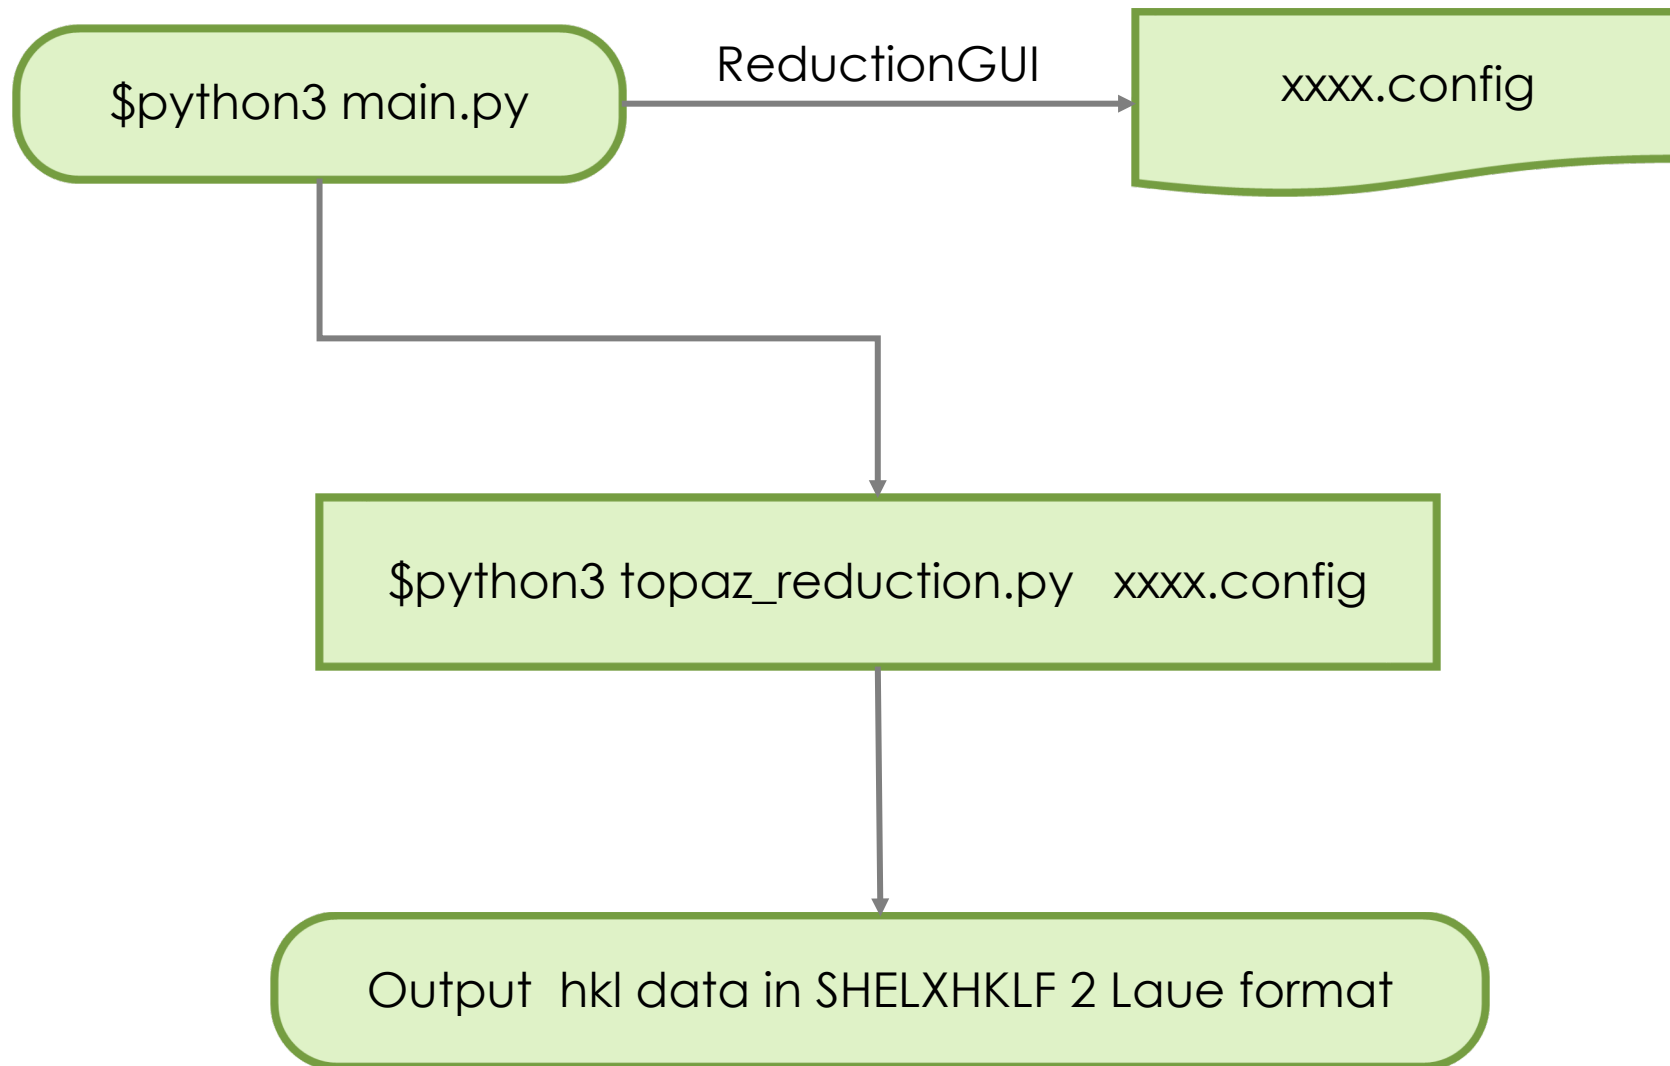 $python3 main.py
ReductionGUI
xxxx.config
$python3 topaz_reduction.py   xxxx.config
Output  hkl data in SHELXHKLF 2 Laue format